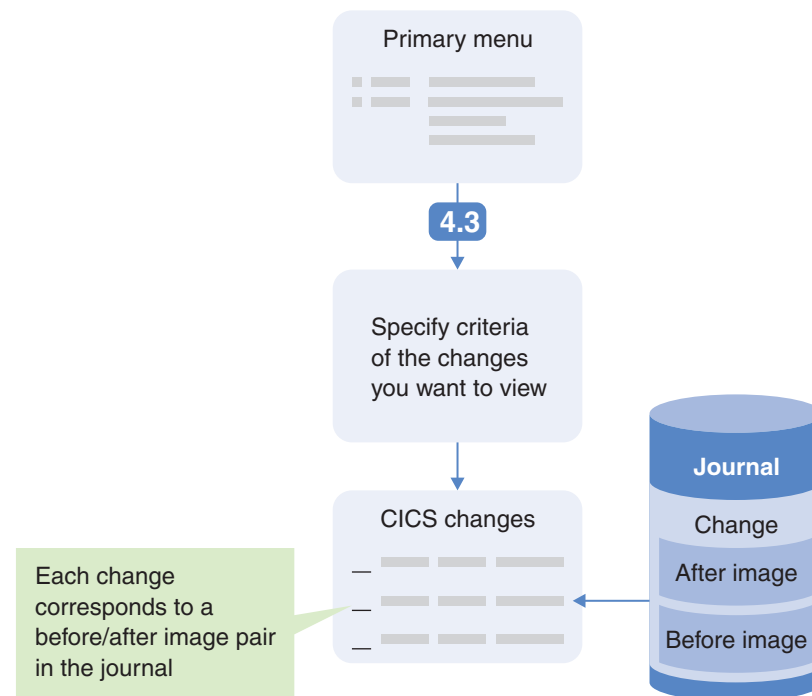 Primary menu
4.3
Specify criteria
of the changes
you want to view
Journal
Change
After image
Before image
CICS changes
Each change
corresponds to a
before/after image pair
in the journal